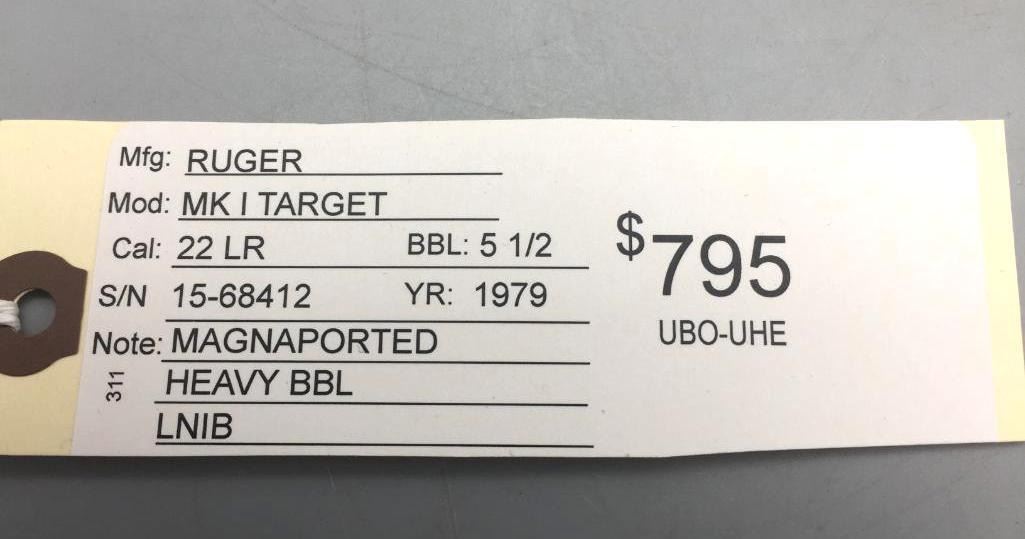 Mfg: RUGER
Mod: MK I TARGET
Cal: 22 LR BBL: 5 1/2
S/N 15-68412 YR: 1979
Note: MAGNAPORTED
HEAVY BBL
LNIB
311
$795
UBO-UHE